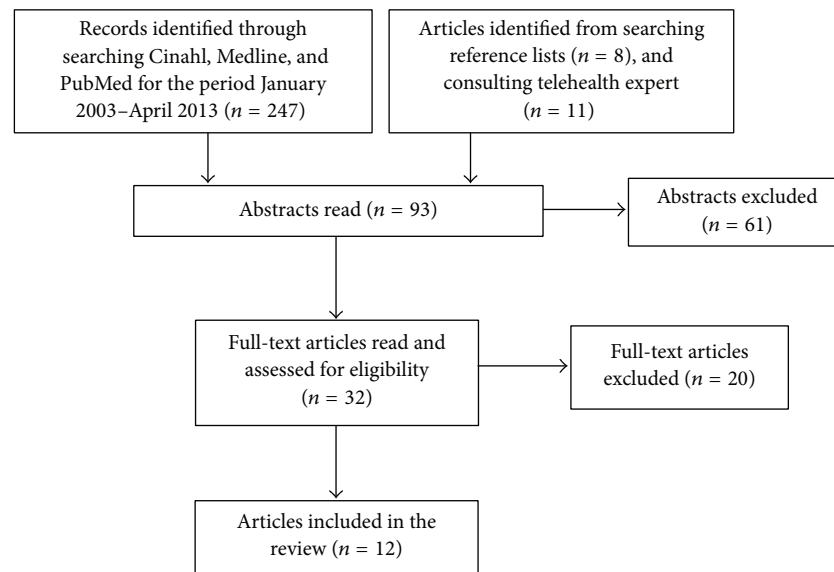 Records identified through
searching Cinahl, Medline, and
PubMed for the period January
2003–April 2013 (n = 247)
Articles identified from searching
reference lists (n = 8), and
consulting telehealth expert
(n = 11)
Abstracts read (n = 93)
Abstracts excluded
(n = 61)
Full-text articles read and
assessed for eligibility
(n = 32)
Full-text articles
excluded (n = 20)
Articles included in the
review (n = 12)